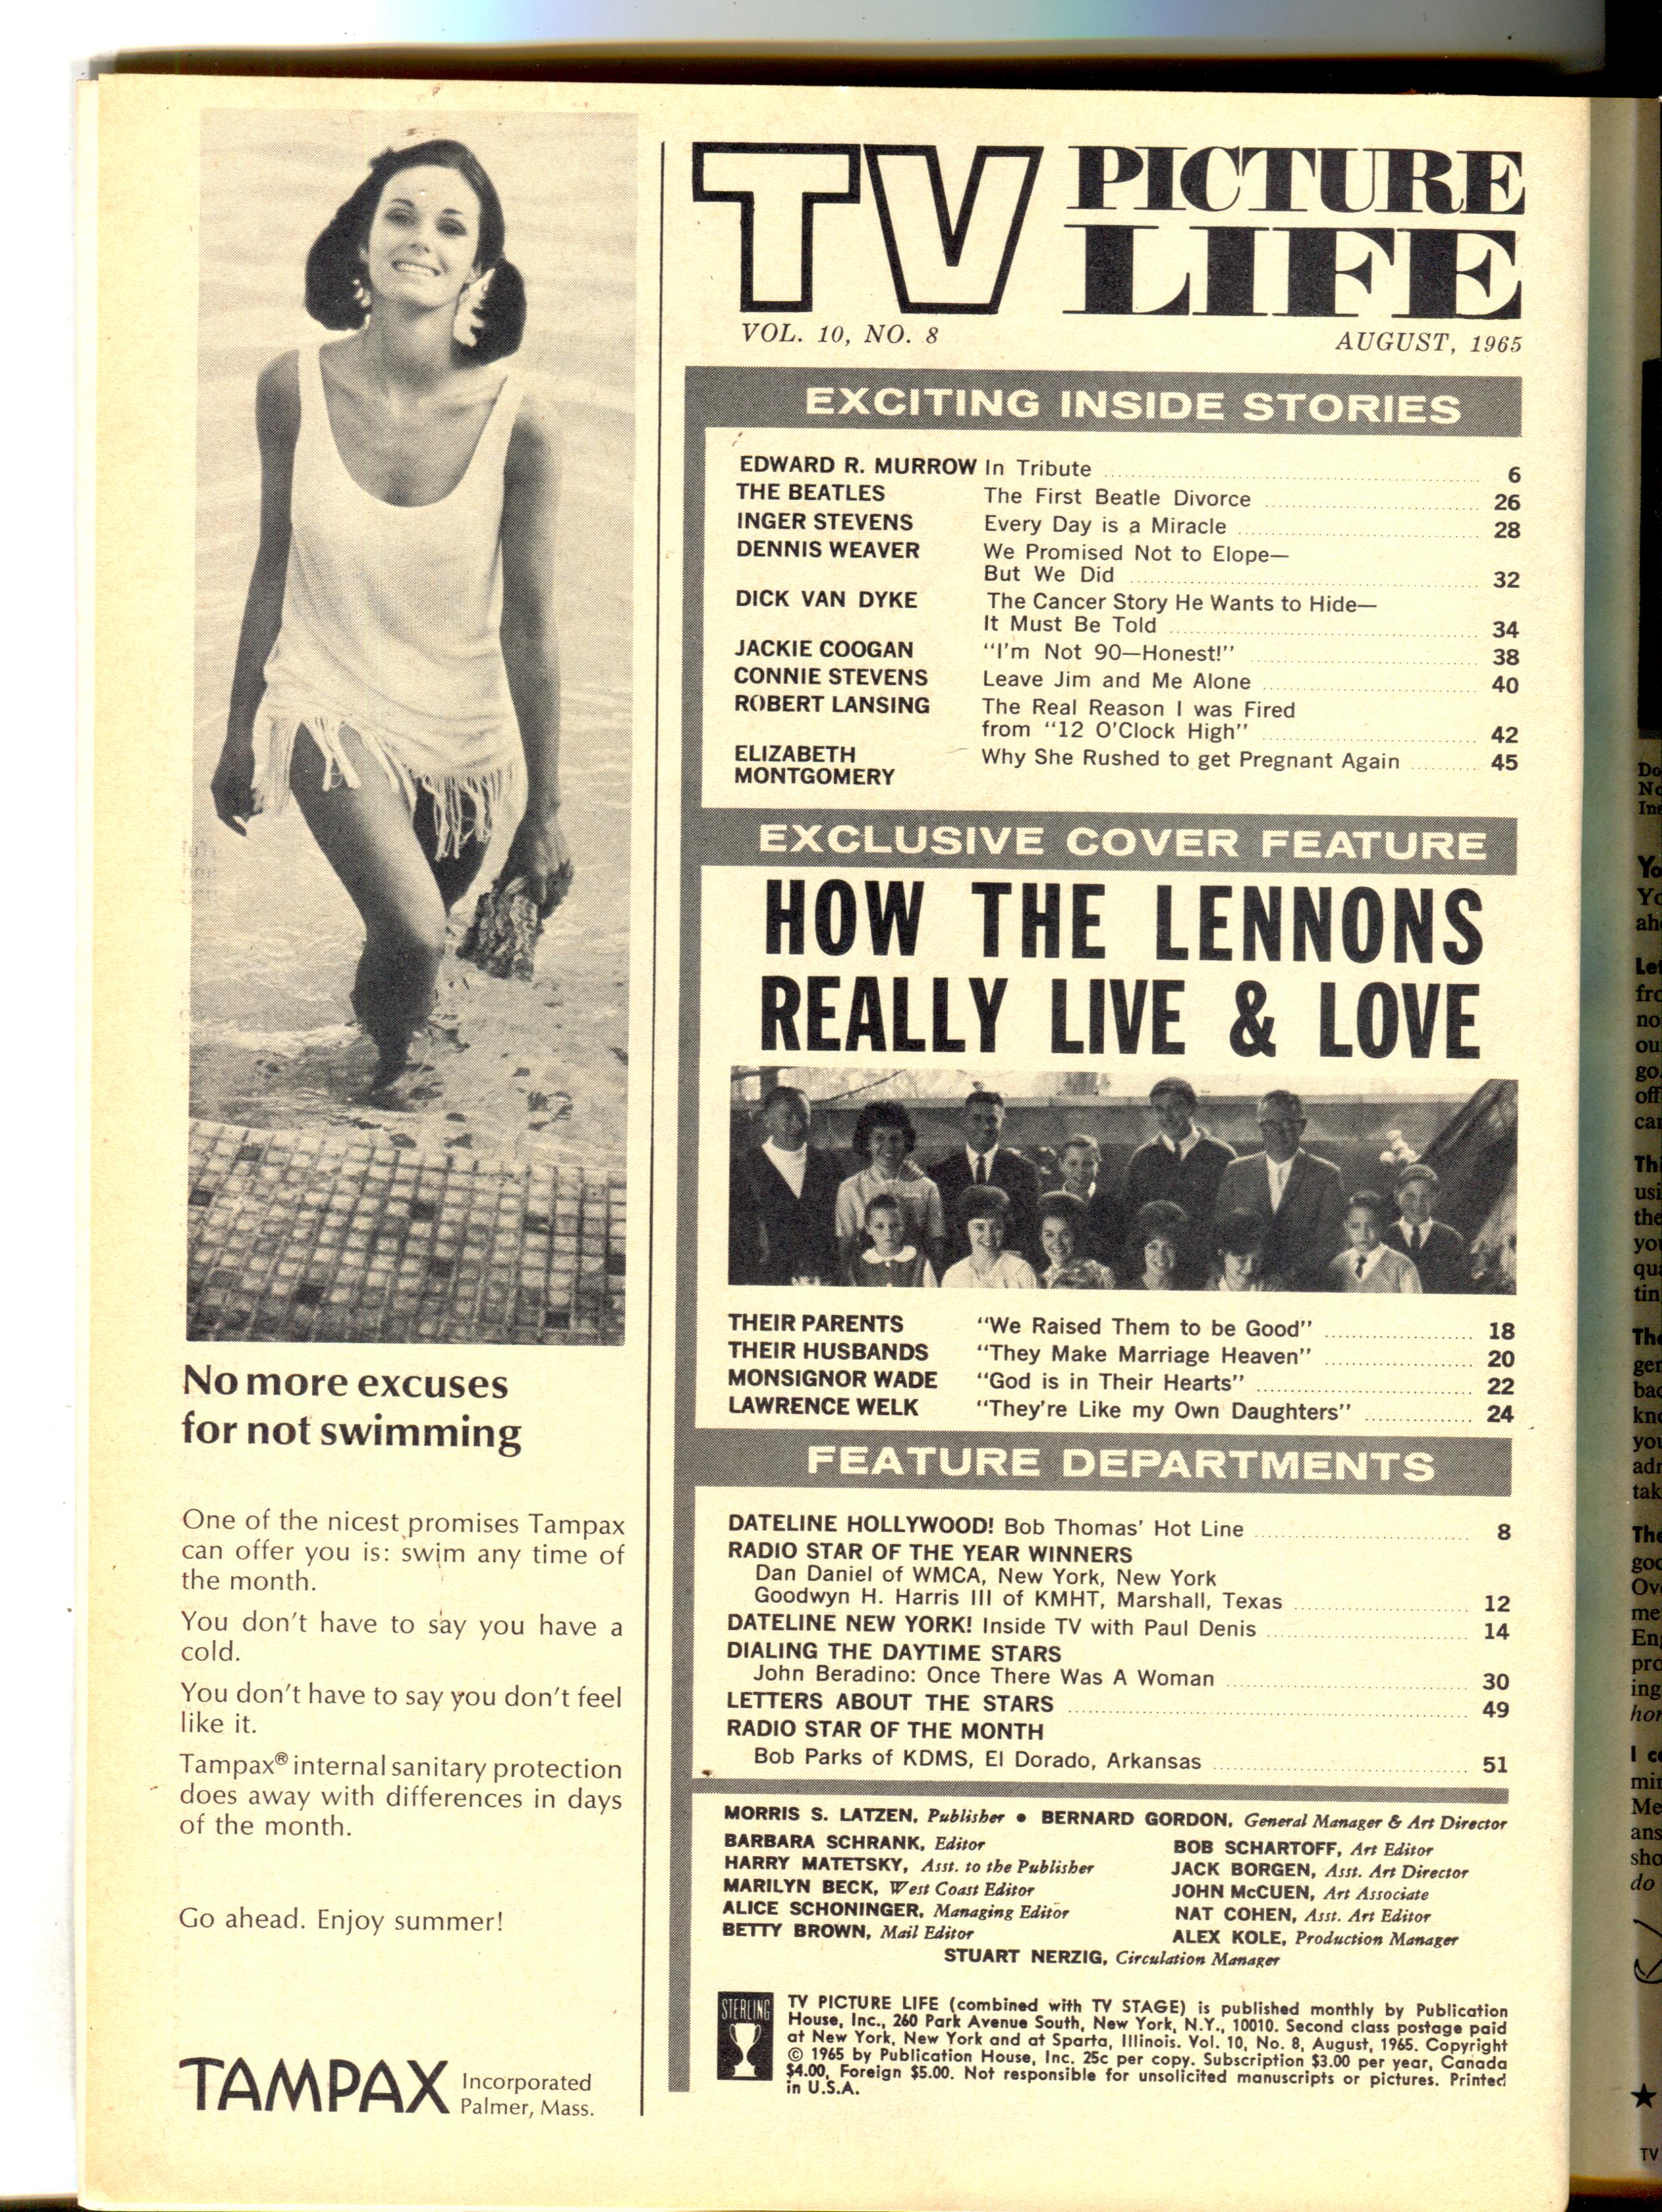 TV PICTURE
LIFE
VOL. 10, NO. 8
AUGUST, 1965
EXCITING INSIDE STORIES
EDWARD R. MURROW In Tribute 6
THE BEATLES The First Beatle Divorce 26
INGER STEVENS Every Day is a Miracle 28
DENNIS WEAVER We Promised Not to Elope—
But We Did 32
DICK VAN DYKE The Cancer Story He Wants to Hide—
It Must Be Told 34
JACKIE COOGAN "I'm Not 90—Honest!" 38
CONNIE STEVENS Leave Jim and Me Alone 40
ROBERT LANSING The Real Reason I was Fired
from "12 O'Clock High" 42
ELIZABETH Why She Rushed to get Pregnant Again 45
MONTGOMERY
EXCLUSIVE COVER FEATURE
HOW THE LENNONS
REALLY LIVE & LOVE
THEIR PARENTS "We Raised Them to be Good" 18
THEIR HUSBANDS "They Make Marriage Heaven" 20
MONSIGNOR WADE "God is in Their Hearts" 22
LAWRENCE WELK "They're Like my Own Daughters" 24
FEATURE DEPARTMENTS
DATELINE HOLLYWOOD! Bob Thomas' Hot Line 8
RADIO STAR OF THE YEAR WINNERS
Dan Daniel of WMCA, New York, New York
Goodwyn H. Harris III of KMHT, Marshall, Texas 12
DATELINE NEW YORK! Inside TV with Paul Denis 14
DIALING THE DAYTIME STARS
John Beradino: Once There Was A Woman 30
LETTERS ABOUT THE STARS 49
RADIO STAR OF THE MONTH
Bob Parks of KDMS, El Dorado, Arkansas 51
MORRIS S. LATZEN, Publisher • BERNARD GORDON, General Manager & Art Director
BARBARA SCHRANK, Editor
HARRY MATETSKY, Asst. to the Publisher
MARILYN BECK, West Coast Editor
ALICE SCHONINGER, Managing Editor
BETTY BROWN, Mail Editor
BOB SCHARTOFF, Art Editor
JACK BORGEN, Asst. Art Director
JOHN McCUEN, Art Associate
NAT COHEN, Asst. Art Editor
ALEX KOLE, Production Manager
STUART NERZIG, Circulation Manager
STERLING
TV PICTURE LIFE (combined with TV STAGE) is published monthly by Publication
House, Inc., 260 Park Avenue South, New York, N.Y., 10010. Second class postage paid
at New York, New York and at Sparta, Illinois. Vol. 10, No. 8, August, 1965. Copyright
© 1965 by Publication House, Inc. 25c per copy. Subscription $3.00 per year, Canada
$4.00, Foreign $5.00. Not responsible for unsolicited manuscripts or pictures. Printed
in U.S.A.
No more excuses
for not swimming
One of the nicest promises Tampax
can offer you is: swim any time of
the month.
You don't have to say you have a
cold.
You don't have to say you don't feel
like it.
Tampax® internal sanitary protection
does away with differences in days
of the month.
Go ahead. Enjoy summer!
TAMPAX Incorporated
Palmer, Mass.